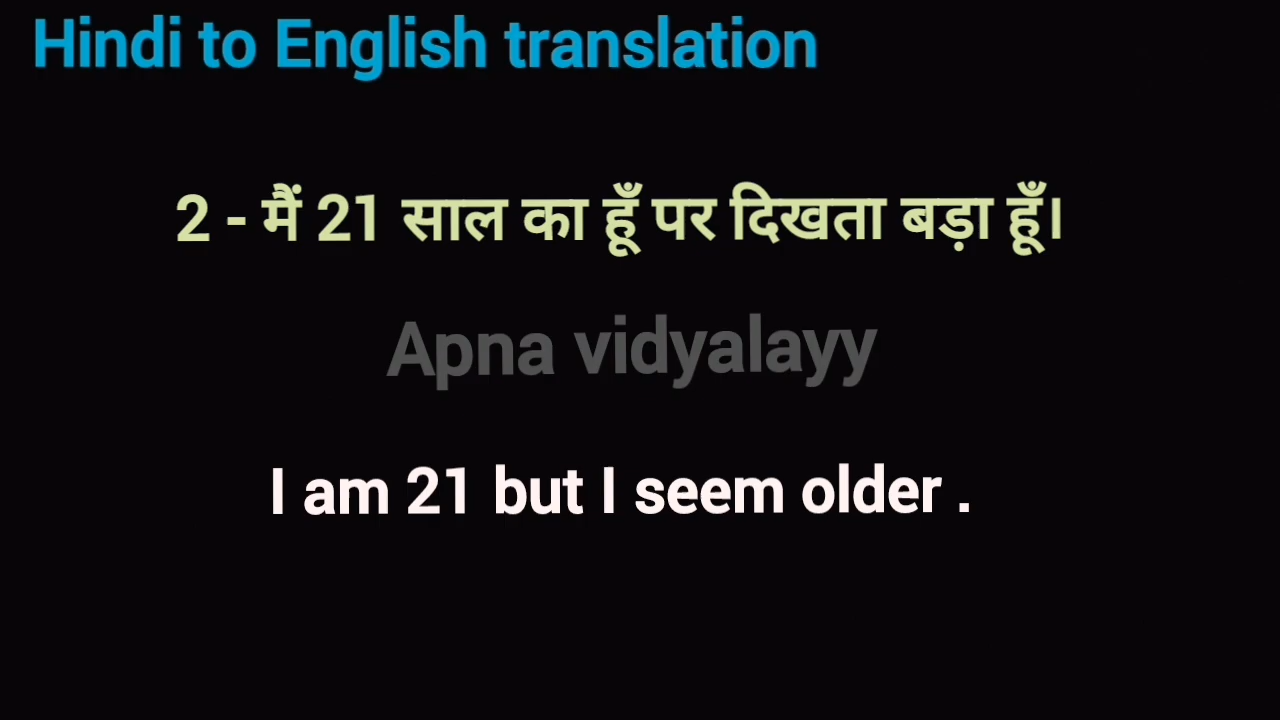 Hindi to English translation
2 - मैं 21 साल का हूँ पर दिखता बड़ा हूँ।
Apna vidyalayy
I am 21 but I seem older .